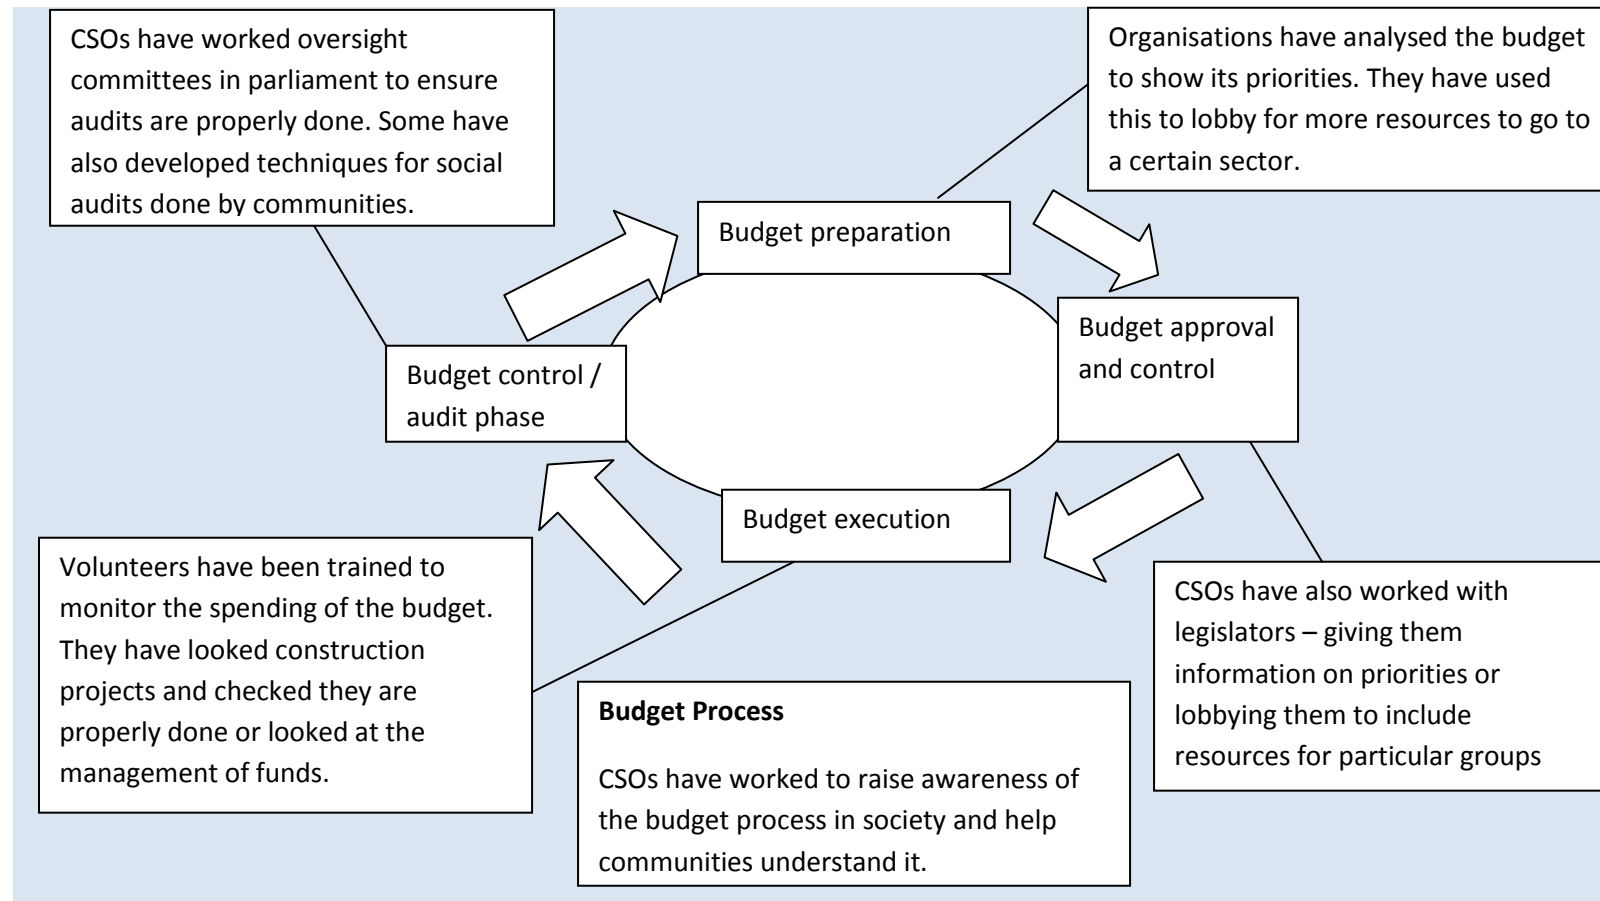 CSOs have worked oversight
committees in parliament to ensure
audits are properly done. Some have
also developed techniques for social
audits done by communities.
Organisations have analysed the budget
to show its priorities. They have used
this to lobby for more resources to go to
a certain sector.
Budget preparation
Budget approval
and control
Budget control /
audit phase
Budget execution
Volunteers have been trained to
monitor the spending of the budget.
They have looked construction
projects and checked they are
properly done or looked at the
management of funds.
CSOs have also worked with
legislators – giving them
information on priorities or
lobbying them to include
resources for particular groups
Budget Process
CSOs have worked to raise awareness of
the budget process in society and help
communities understand it.